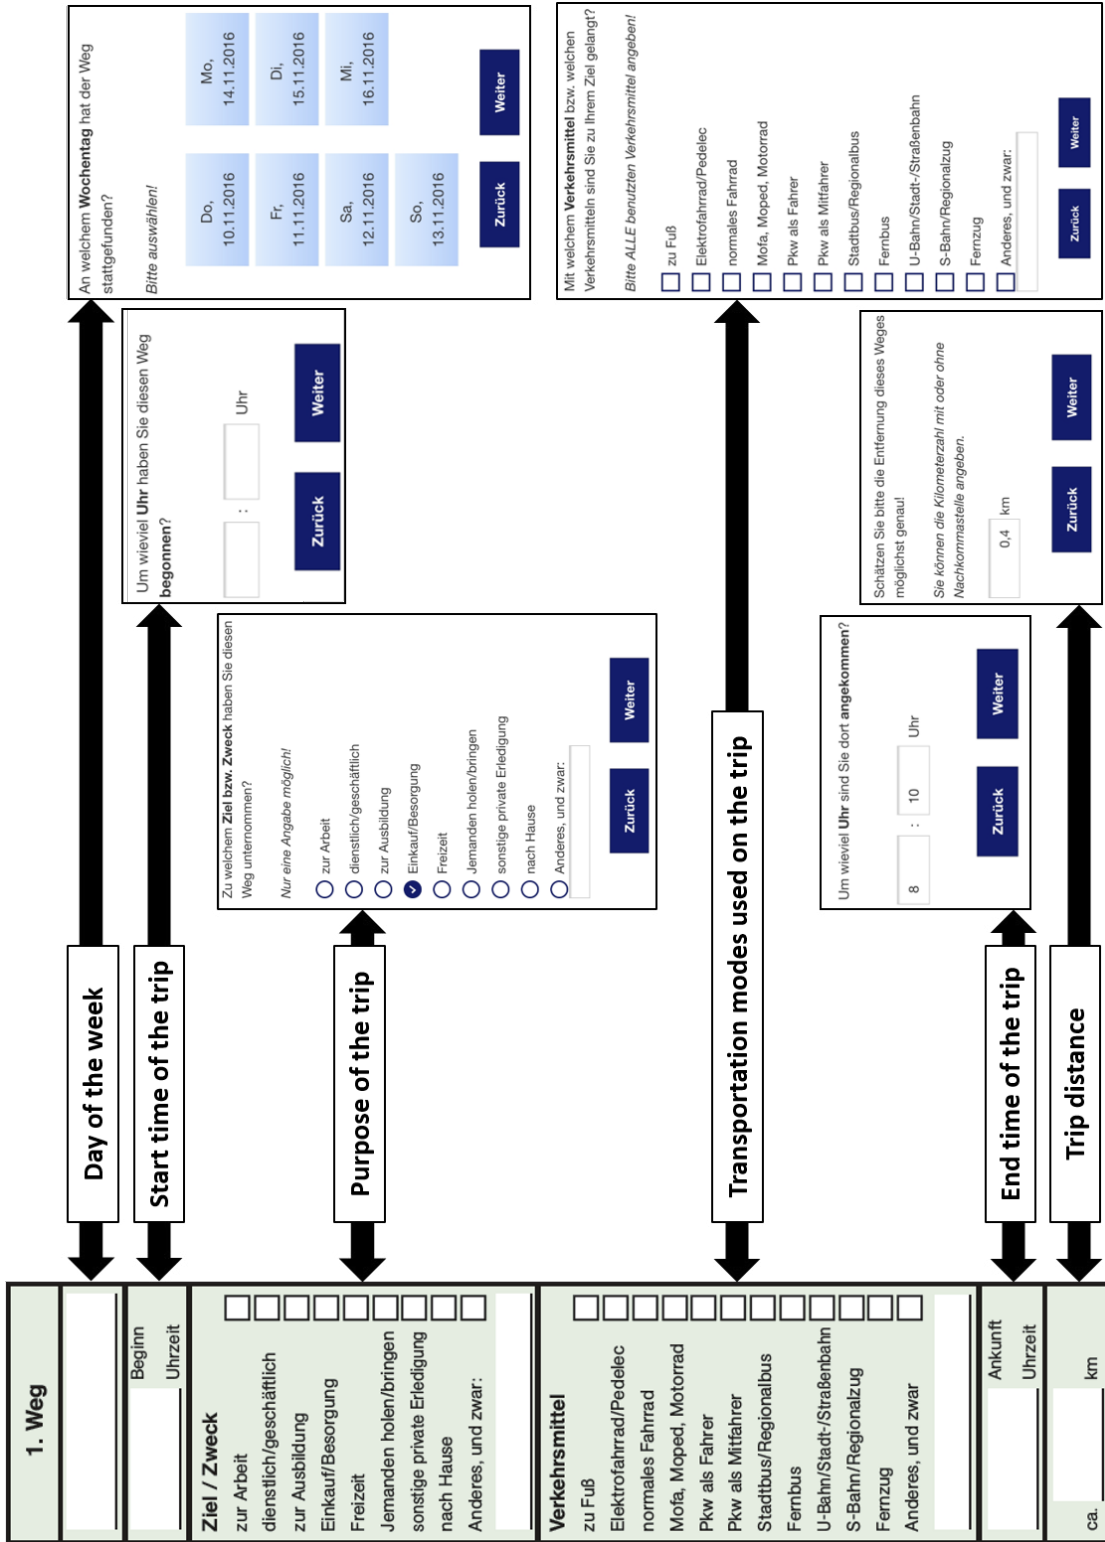 1. Weg
Beginn
Uhrzeit
Ziel / Zweck
zur Arbeit
dienstlich/geschäftlich
zur Ausbildung
Einkauf/Besorgung
Freizeit
Jemanden holen/bringen
sonstige private Erledigung
nach Hause
Anderes, und zwar:
Verkehrsmittel
zu Fuß
Elektrofahrrad/Pedelec
normales Fahrrad
Mofa, Moped, Motorrad
Pkw als Fahrer
Pkw als Mitfahrer
Stadtbus/Regionalbus
Fernbus
U-Bahn/Stadt-/Straßenbahn
S-Bahn/Regionalzug
Fernzug
Anderes, und zwar
Ankunft
Uhrzeit
ca. km
Day of the week
Start time of the trip
Purpose of the trip
Transportation modes used on the trip
End time of the trip
Trip distance
An welchem Wochentag hat der Weg
stattgefunden?
Bitte auswählen!
Do,
10.11.2016
Mo,
14.11.2016
Fr,
11.11.2016
Di,
15.11.2016
Sa,
12.11.2016
Mi,
16.11.2016
So,
13.11.2016
Zurück
Weiter
Um wieviel Uhr haben Sie diesen Weg
begonnen?
: Uhr
Zurück
Weiter
Zu welchem Ziel bzw. Zweck haben Sie diesen
Weg unternommen?
Nur eine Angabe möglich!
zur Arbeit
dienstlich/geschäftlich
zur Ausbildung
Einkauf/Besorgung
Freizeit
Jemanden holen/bringen
sonstige private Erledigung
nach Hause
Anderes, und zwar:
Zurück
Weiter
Mit welchem Verkehrsmittel bzw. welchen
Verkehrsmitteln sind Sie zu Ihrem Ziel gelangt?
Bitte ALLE benutzten Verkehrsmittel angeben!
zu Fuß
Elektrofahrrad/Pedelec
normales Fahrrad
Mofa, Moped, Motorrad
Pkw als Fahrer
Pkw als Mitfahrer
Stadtbus/Regionalbus
Fernbus
U-Bahn/Stadt-/Straßenbahn
S-Bahn/Regionalzug
Fernzug
Anderes, und zwar:
Zurück
Weiter
Um wieviel Uhr sind Sie dort angekommen?
8 : 10 Uhr
Zurück
Weiter
Schätzen Sie bitte die Entfernung dieses Weges
möglichst genau!
Sie können die Kilometerzahl mit oder ohne
Nachkommastelle angeben.
0,4 km
Zurück
Weiter